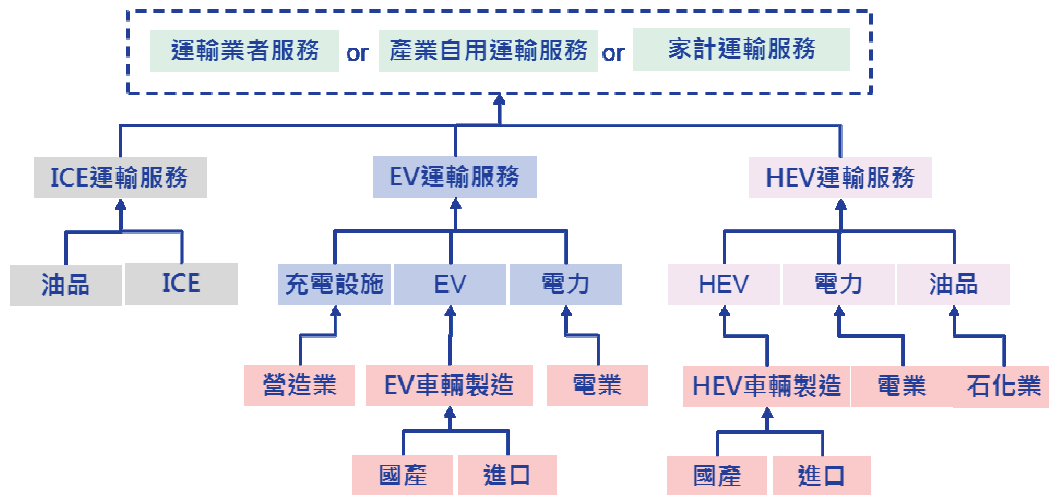 運輸業者服務 or 產業自用運輸服務 or 家計運輸服務
ICE運輸服務 EV運輸服務 HEV運輸服務
油品 ICE 充電設施 EV 電力 HEV 電力 油品
營造業 EV車輛製造 電業 HEV車輛製造 電業 石化業
國產 進口 國產 進口